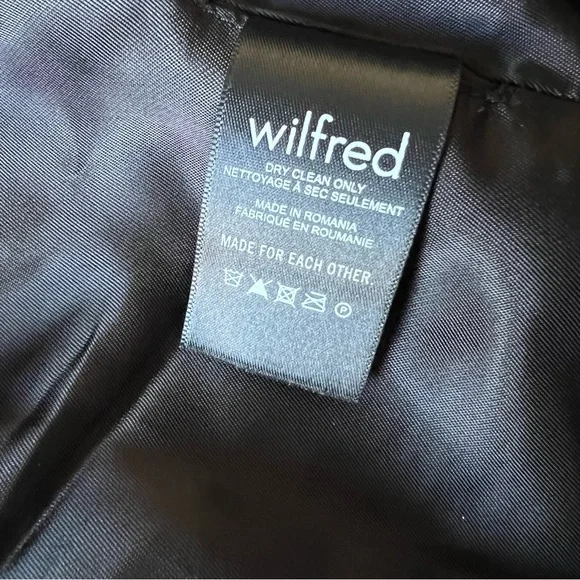 wilfred
DRY CLEAN ONLY
NETTOYAGE À SEC SEULEMENT
MADE IN ROMANIA
FABRIQUÉ EN ROUMANIE
MADE FOR EACH OTHER.
P